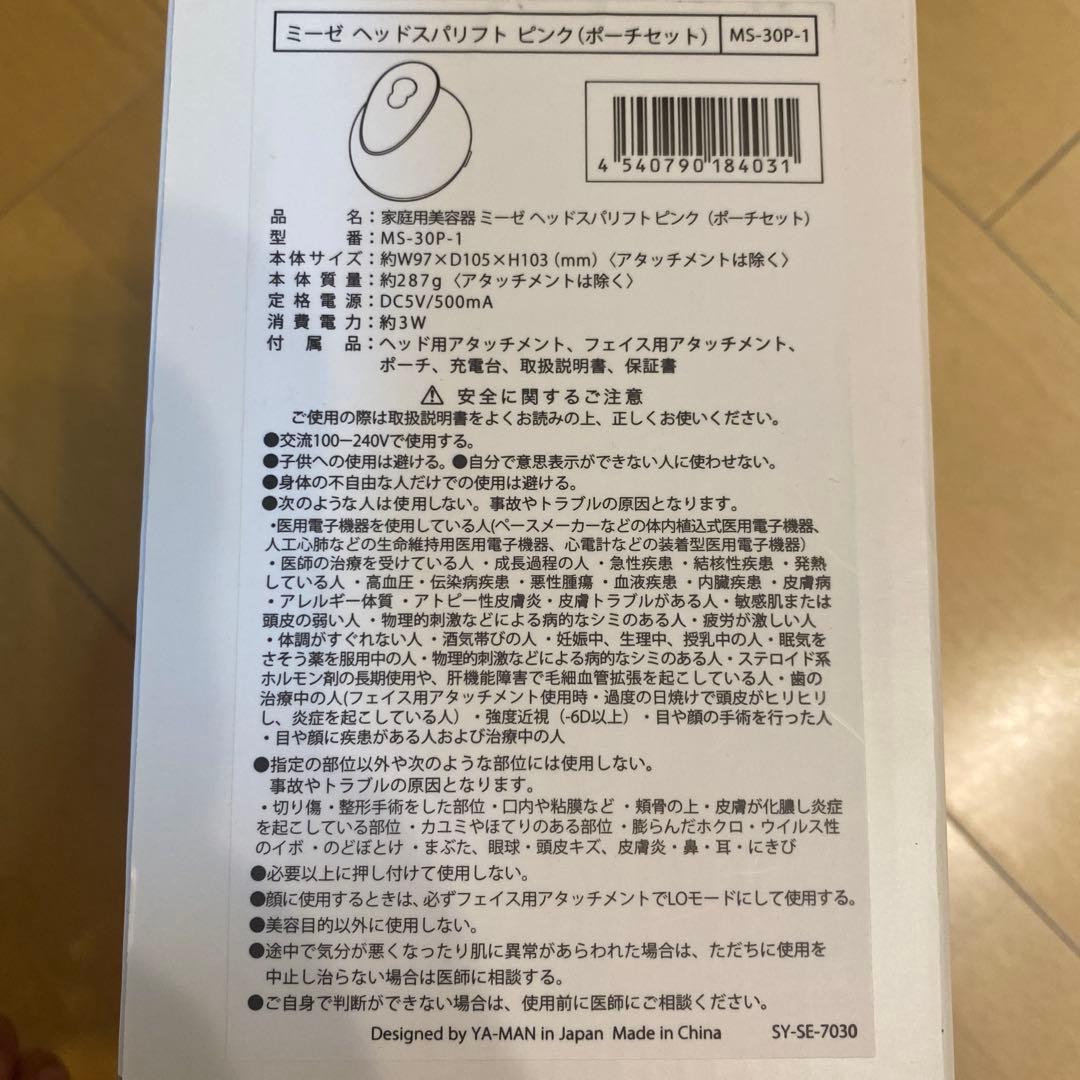 ミーゼ ヘッドスパリフト ピンク(ポーチセット) MS-30P-1
4 540790 184031
品名:家庭用美容器 ミーゼ ヘッドスパリフト ピンク(ポーチセット)
型番:MS-30P-1
本体サイズ:約W97×D105×H103(mm)〈アタッチメントは除く〉
本体質量:約287g〈アタッチメントは除く〉
定格電源:DC5V/500mA
消費電力:約3W
付属品:ヘッド用アタッチメント、フェイス用アタッチメント、
ポーチ、充電台、取扱説明書、保証書
⚠ 安全に関するご注意
ご使用の際は取扱説明書をよくお読みの上、正しくお使いください。
●交流100−240Vで使用する。
●子供への使用は避ける。●自分で意思表示ができない人に使わせない。
●身体の不自由な人だけでの使用は避ける。
●次のような人は使用しない。事故やトラブルの原因となります。
・医用電子機器を使用している人(ペースメーカーなどの体内植込式医用電子機器、
人工心肺などの生命維持用医用電子機器、心電計などの装着型医用電子機器)
・医師の治療を受けている人・成長過程の人・急性疾患・結核性疾患・発熱
している人・高血圧・伝染病疾患・悪性腫瘍・血液疾患・内臓疾患・皮膚病
・アレルギー体質・アトピー性皮膚炎・皮膚トラブルがある人・敏感肌または
頭皮の弱い人・物理的刺激などによる病的なシミのある人・疲労が激しい人
・体調がすぐれない人・酒気帯びの人・妊娠中、生理中、授乳中の人・眠気を
さそう薬を服用中の人・物理的刺激などによる病的なシミのある人・ステロイド系
ホルモン剤の長期使用や、肝機能障害で毛細血管拡張を起こしている人・歯の
治療中の人(フェイス用アタッチメント使用時・過度の日焼けで頭皮がヒリヒリ
し、炎症を起こしている人)・強度近視(-6D以上)・目や顔の手術を行った人
・目や顔に疾患がある人および治療中の人
●指定の部位以外や次のような部位には使用しない。
事故やトラブルの原因となります。
・切り傷・整形手術をした部位・口内や粘膜など・頬骨の上・皮膚が化膿し炎症
を起こしている部位・カユミやほてりのある部位・膨らんだホクロ・ウイルス性
のイボ・のどぼとけ・まぶた、眼球・頭皮キズ、皮膚炎・鼻・耳・にきび
●必要以上に押し付けて使用しない。
●顔に使用するときは、必ずフェイス用アタッチメントでLOモードにして使用する。
●美容目的以外に使用しない。
●途中で気分が悪くなったり肌に異常があらわれた場合は、ただちに使用を
中止し治らない場合は医師に相談する。
●ご自身で判断ができない場合は、使用前に医師にご相談ください。
Designed by YA-MAN in Japan Made in China SY-SE-7030